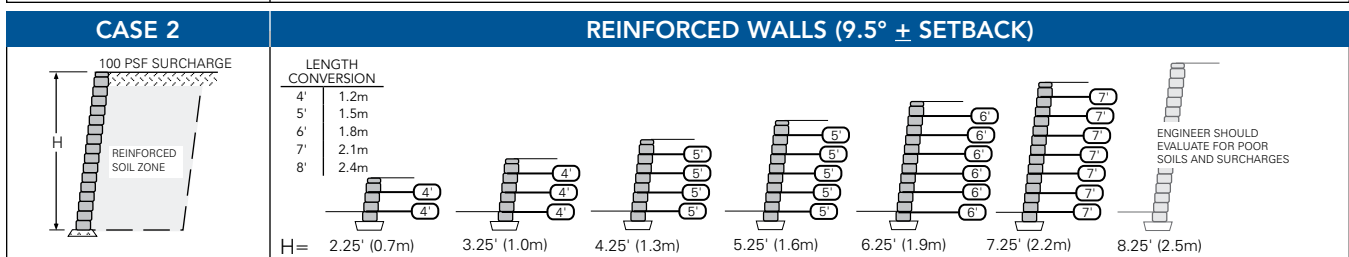 CASE 2
REINFORCED WALLS (9.5° ± SETBACK)
100 PSF SURCHARGE
H
REINFORCED
SOIL ZONE
LENGTH
CONVERSION
4' 1.2m
5' 1.5m
6' 1.8m
7' 2.1m
8' 2.4m
4'
4'
4'
4'
4'
5'
5'
5'
5'
5'
5'
5'
5'
5'
6'
6'
6'
6'
6'
6'
7'
7'
7'
7'
7'
7'
7'
ENGINEER SHOULD
EVALUATE FOR POOR
SOILS AND SURCHARGES
H= 2.25' (0.7m) 3.25' (1.0m) 4.25' (1.3m) 5.25' (1.6m) 6.25' (1.9m) 7.25' (2.2m) 8.25' (2.5m)